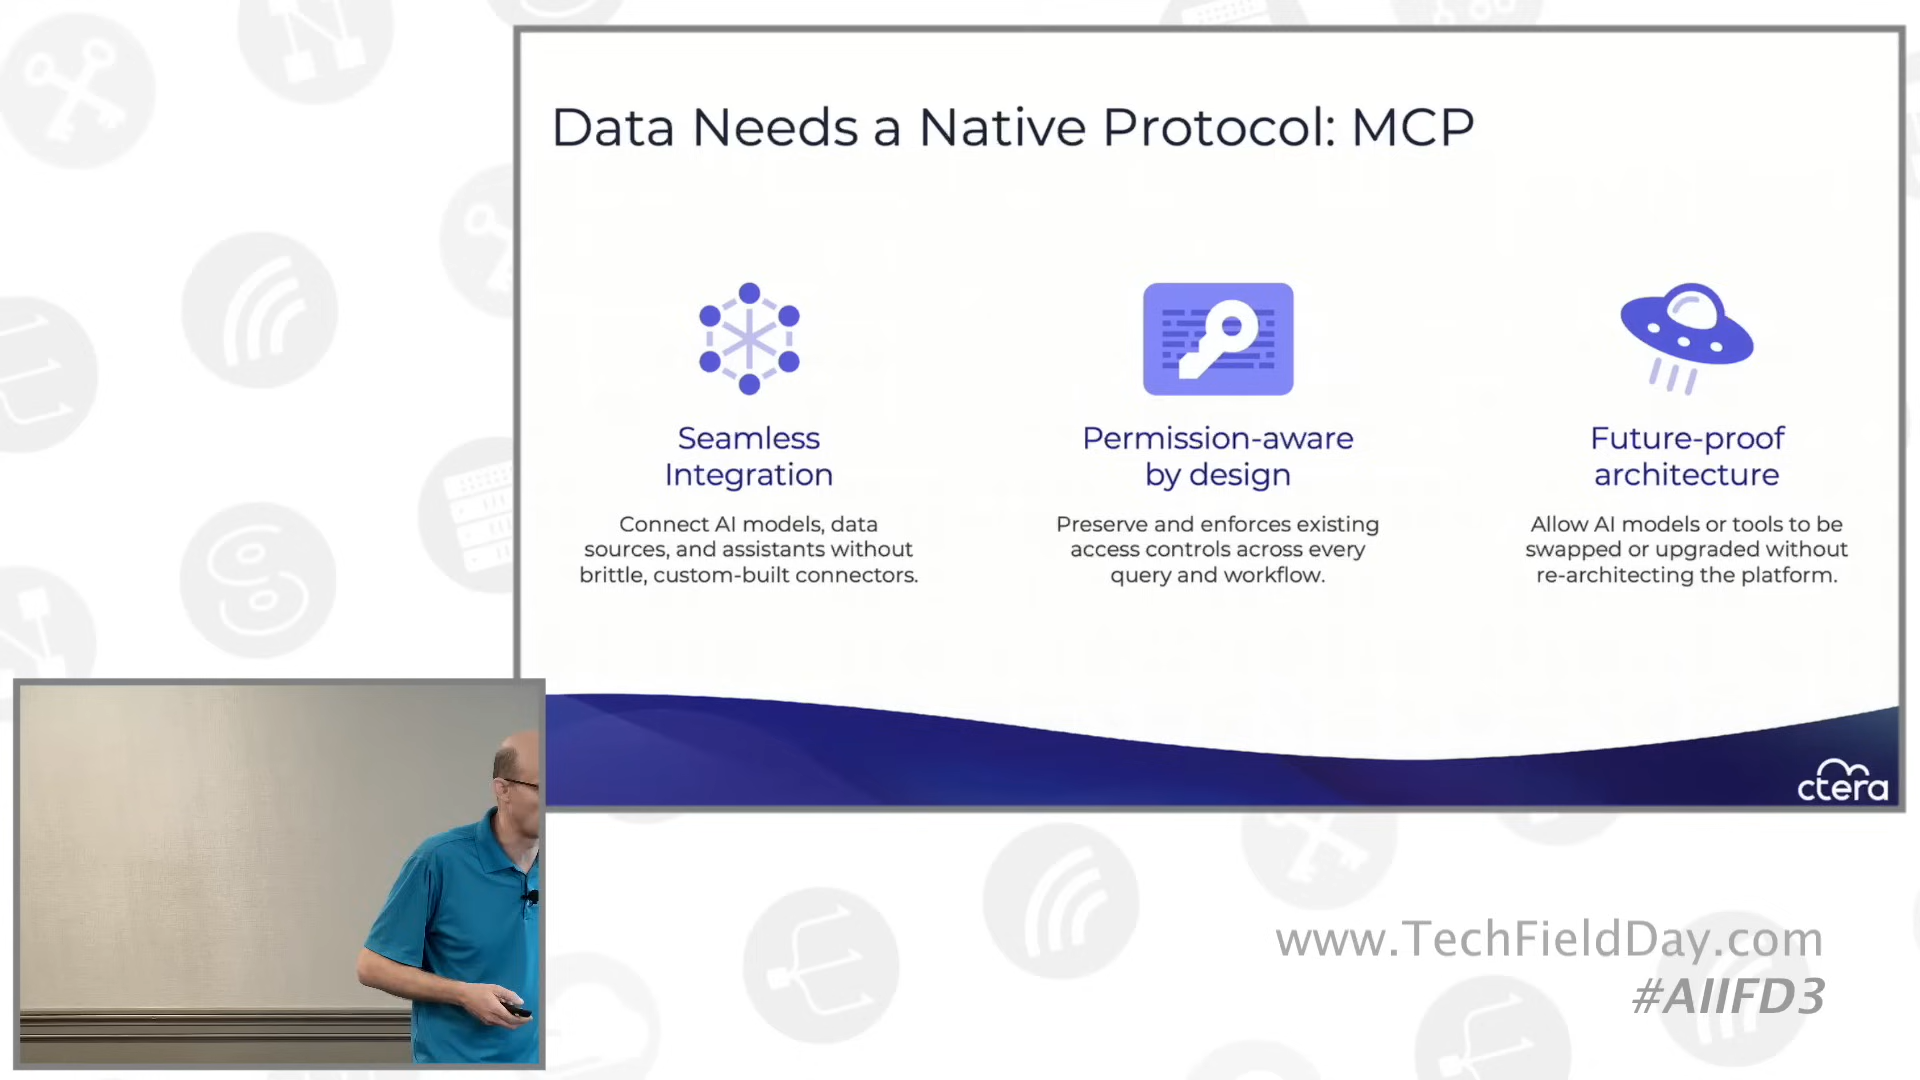 Data Needs a Native Protocol: MCP
Seamless
Integration
Connect AI models, data
sources, and assistants without
brittle, custom-built connectors.
Permission-aware
by design
Preserve and enforces existing
access controls across every
query and workflow.
Future-proof
architecture
Allow AI models or tools to be
swapped or upgraded without
re-architecting the platform.
ctera
www.TechFieldDay.com
#AIIFD3